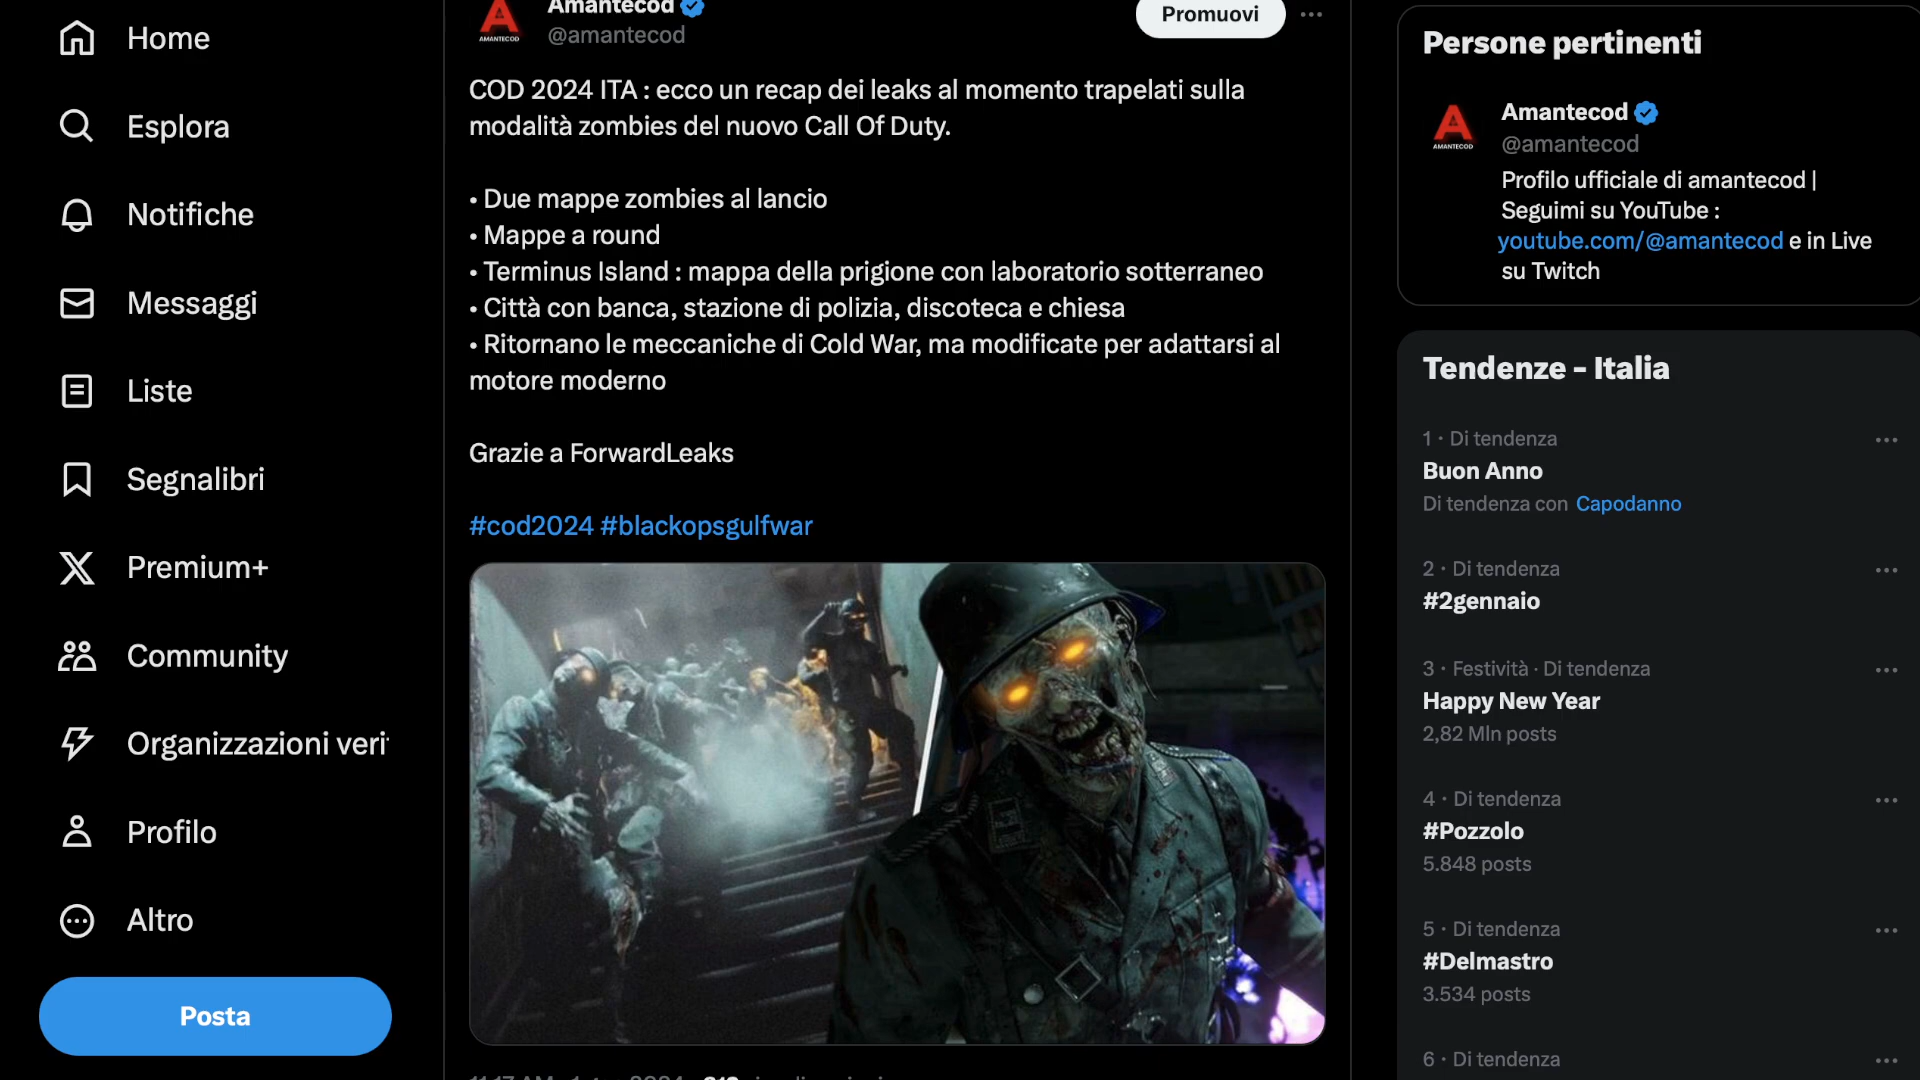 Home
Esplora
Notifiche
Messaggi
Liste
Segnalibri
Premium+
Community
Organizzazioni
Profilo
Altro
Posta
Amantecod
@amantecod
AMANTECOD
Promuovi
COD 2024 ITA : ecco un recap dei leaks al momento trapelati sulla
modalità zombies del nuovo Call Of Duty.
• Due mappe zombies al lancio
• Mappe a round
• Terminus Island : mappa della prigione con laboratorio sotterraneo
• Città con banca, stazione di polizia, discoteca e chiesa
• Ritornano le meccaniche di Cold War, ma modificate per adattarsi al
motore moderno
Grazie a ForwardLeaks
#cod2024 #blackopsgulfwar
Persone pertinenti
Amantecod
@amantecod
AMANTECOD
Profilo ufficiale di amantecod |
Seguimi su YouTube :
youtube.com/@amantecod e in Live
su Twitch
Tendenze - Italia
1 · Di tendenza
Buon Anno
Di tendenza con Capodanno
2 · Di tendenza
#2gennaio
3 · Festività · Di tendenza
Happy New Year
2,82 Mln posts
4 · Di tendenza
#Pozzolo
5.848 posts
5 · Di tendenza
#Delmastro
3.534 posts
6 · Di tendenza